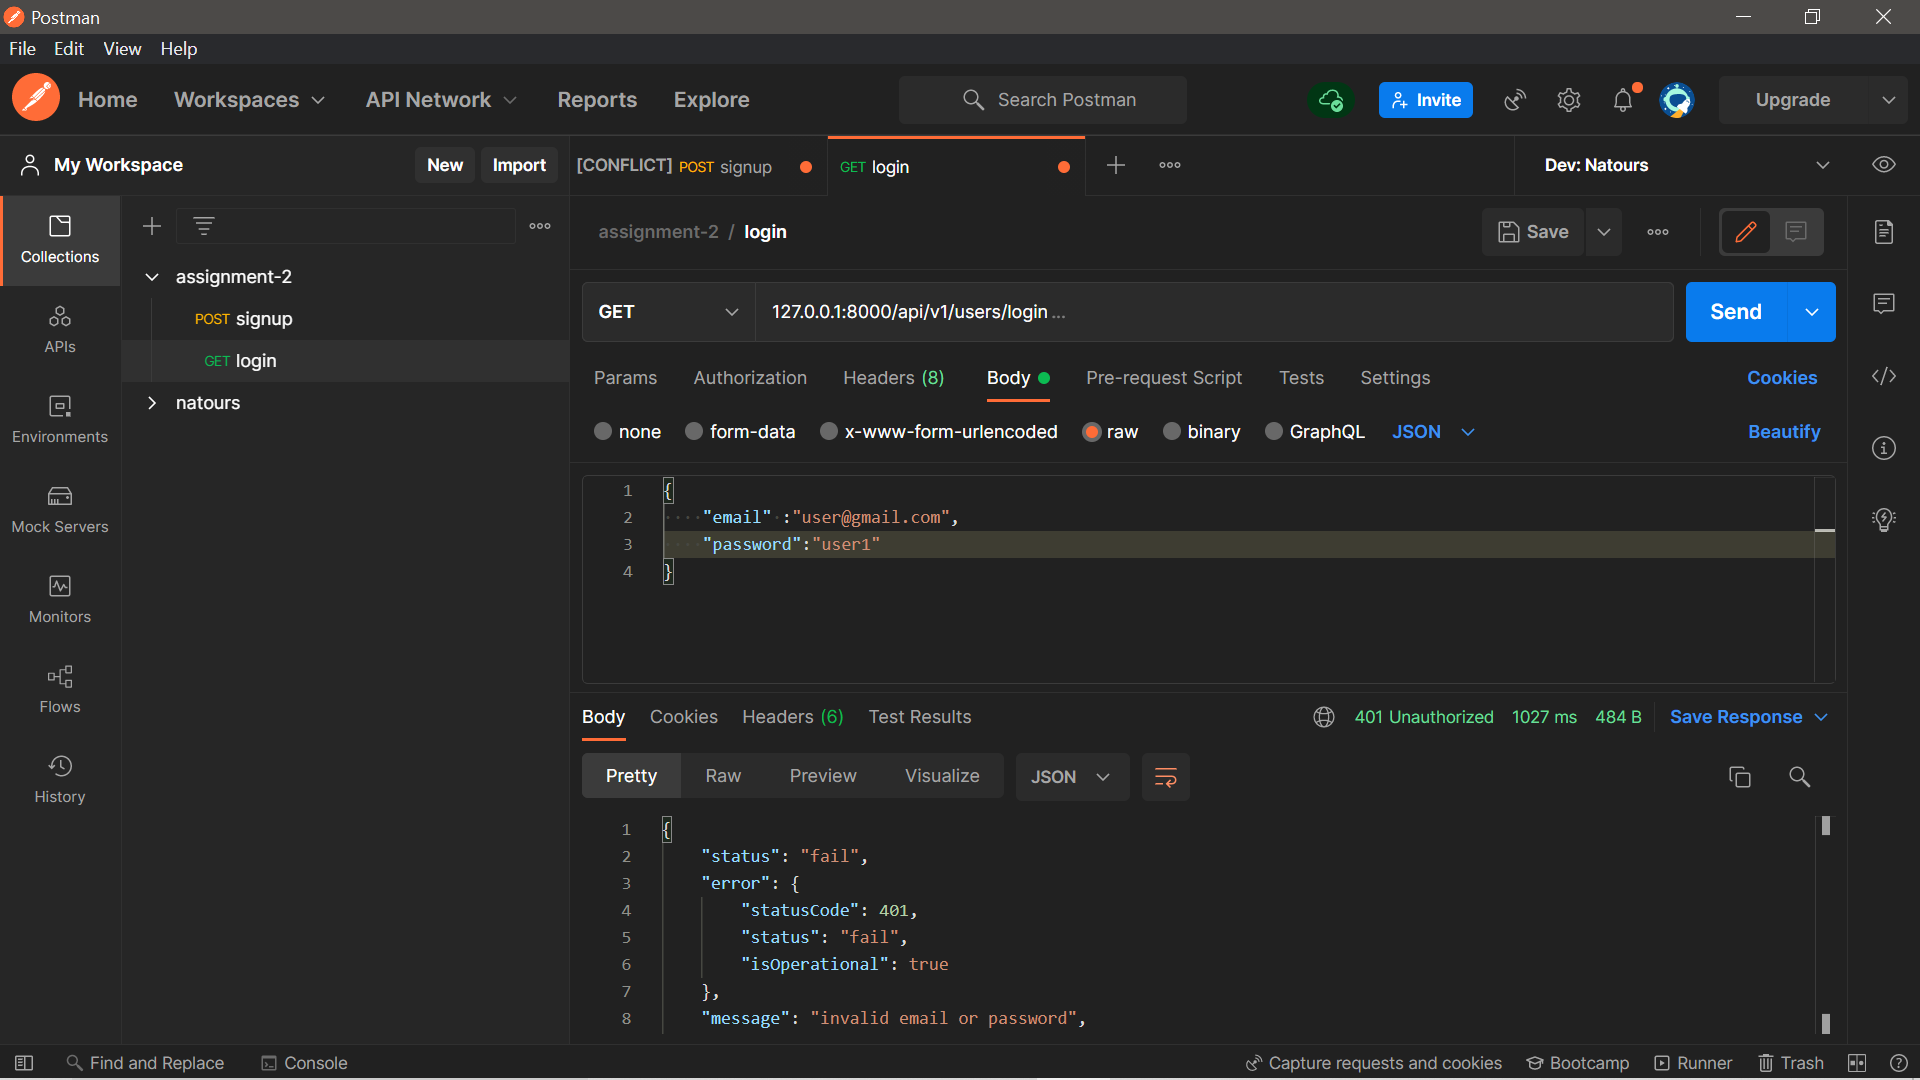 Postman
File Edit View Help
Home Workspaces API Network Reports Explore Search Postman Invite Upgrade
My Workspace New Import [CONFLICT] POST signup GET login Dev: Natours
Collections
APIs
Environments
Mock Servers
Monitors
Flows
History
assignment-2
POST signup
GET login
natours
assignment-2 / login Save
GET 127.0.0.1:8000/api/v1/users/login ... Send
Params Authorization Headers (8) Body Pre-request Script Tests Settings Cookies
none form-data x-www-form-urlencoded raw binary GraphQL JSON Beautify
1 {
2 "email" :"user@gmail.com",
3 "password":"user1"
4 }
Body Cookies Headers (6) Test Results 401 Unauthorized 1027 ms 484 B Save Response
Pretty Raw Preview Visualize JSON
1 {
2 "status": "fail",
3 "error": {
4 "statusCode": 401,
5 "status": "fail",
6 "isOperational": true
7 },
8 "message": "invalid email or password",
Find and Replace Console Capture requests and cookies Bootcamp Runner Trash